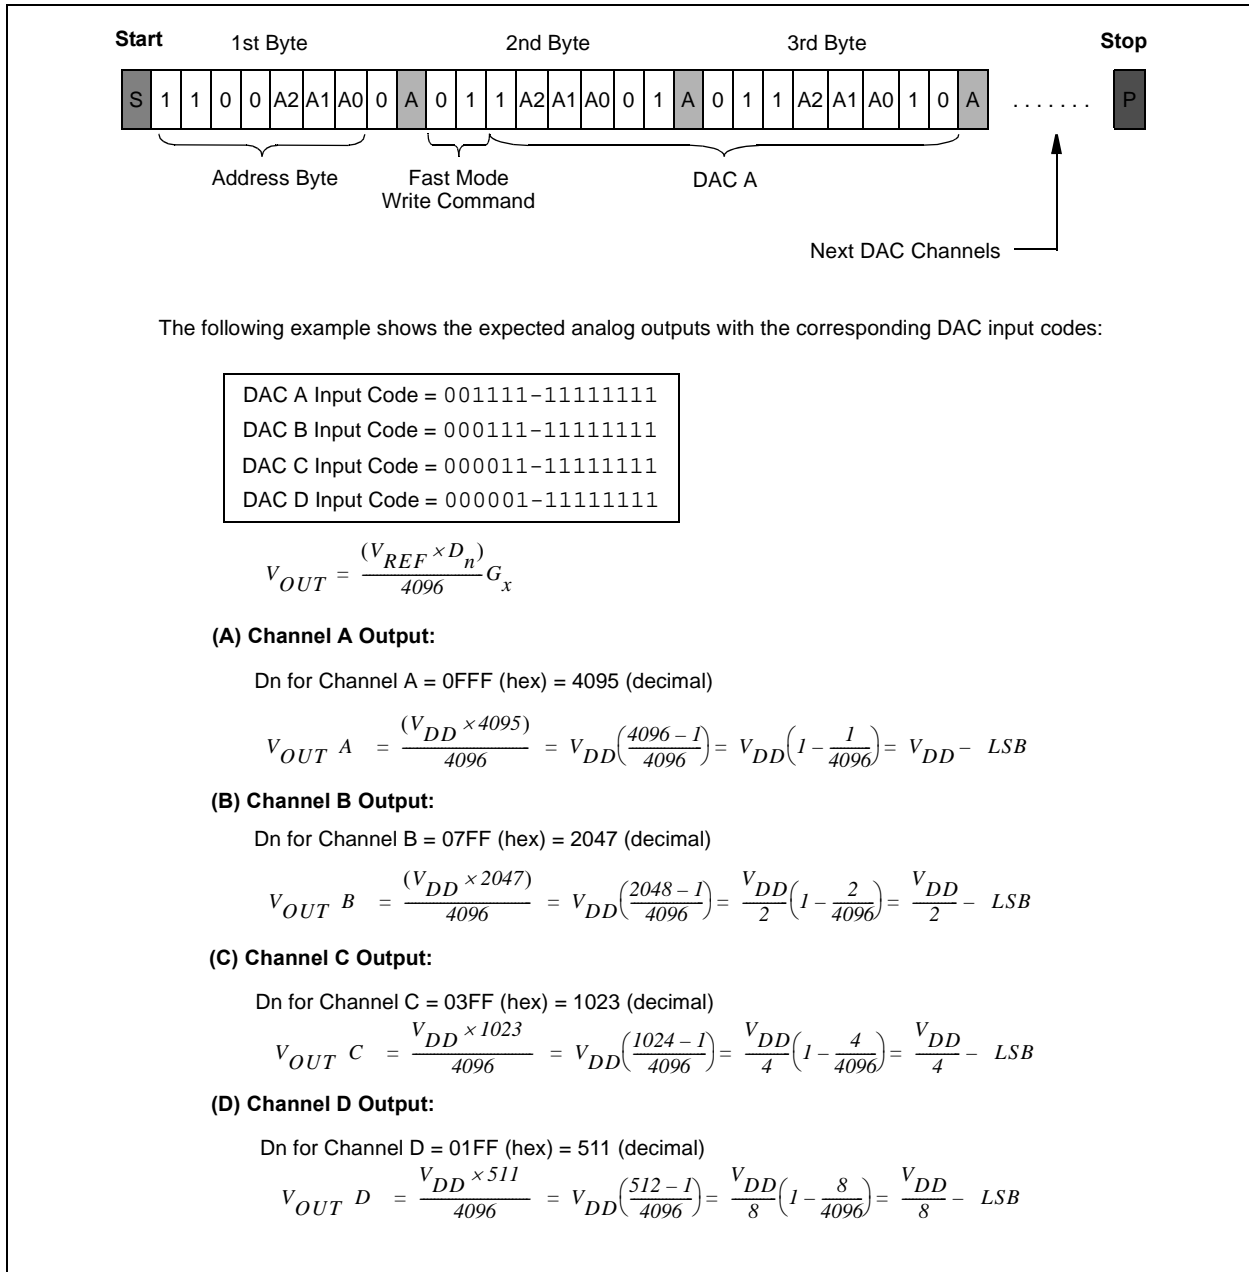 Start 1st Byte 2nd Byte 3rd Byte Stop
S 1 1 0 0 A2 A1 A0 0 A 0 1 1 A2 A1 A0 0 1 A 0 1 1 A2 A1 A0 1 0 A ....... P
Address Byte Fast Mode Write Command DAC A
Next DAC Channels
The following example shows the expected analog outputs with the corresponding DAC input codes:
DAC A Input Code = 001111-11111111
DAC B Input Code = 000111-11111111
DAC C Input Code = 000011-11111111
DAC D Input Code = 000001-11111111
V_OUT = (V_REF × D_n) / 4096 G_x
(A) Channel A Output:
Dn for Channel A = 0FFF (hex) = 4095 (decimal)
V_OUT A = (V_DD × 4095) / 4096 = V_DD((4096 – 1) / 4096) = V_DD(1 – 1 / 4096) = V_DD – LSB
(B) Channel B Output:
Dn for Channel B = 07FF (hex) = 2047 (decimal)
V_OUT B = (V_DD × 2047) / 4096 = V_DD((2048 – 1) / 4096) = V_DD / 2 (1 – 2 / 4096) = V_DD / 2 – LSB
(C) Channel C Output:
Dn for Channel C = 03FF (hex) = 1023 (decimal)
V_OUT C = V_DD × 1023 / 4096 = V_DD((1024 – 1) / 4096) = V_DD / 4 (1 – 4 / 4096) = V_DD / 4 – LSB
(D) Channel D Output:
Dn for Channel D = 01FF (hex) = 511 (decimal)
V_OUT D = V_DD × 511 / 4096 = V_DD((512 – 1) / 4096) = V_DD / 8 (1 – 8 / 4096) = V_DD / 8 – LSB